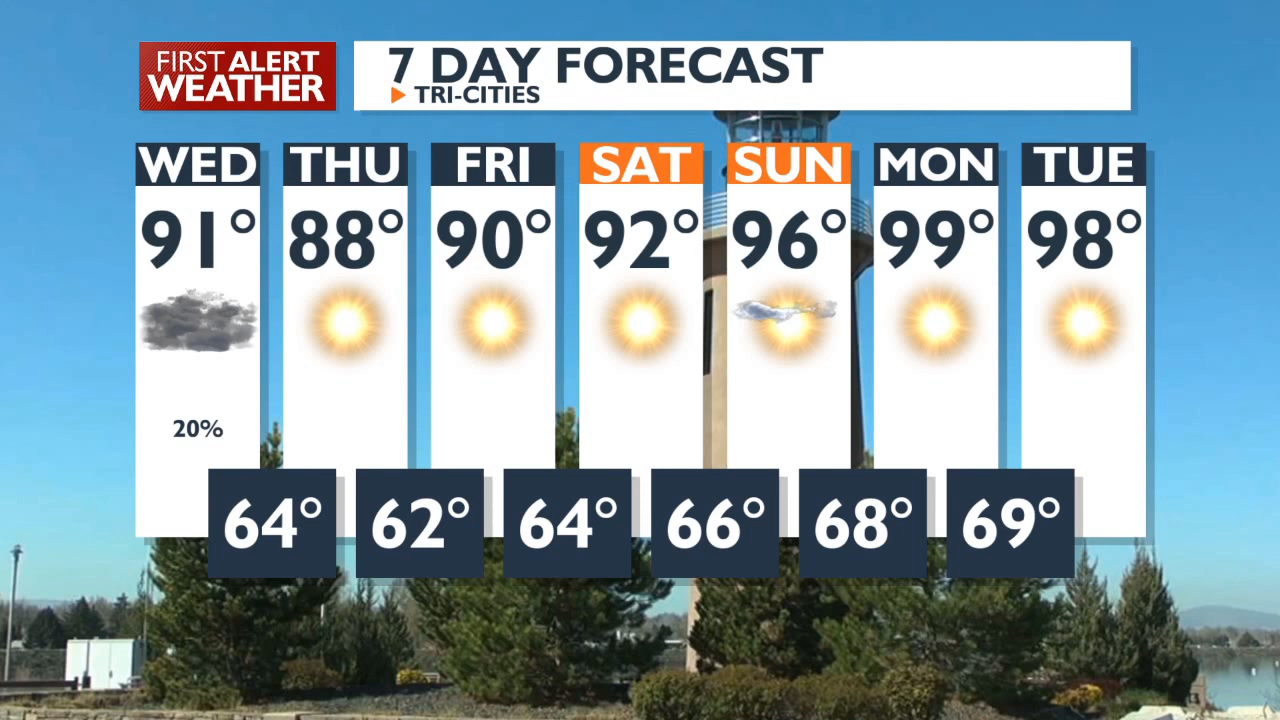 FIRST ALERT
WEATHER
7 DAY FORECAST
TRI-CITIES
WED THU FRI SAT SUN MON TUE
91° 88° 90° 92° 96° 99° 98°
20%
64° 62° 64° 66° 68° 69°